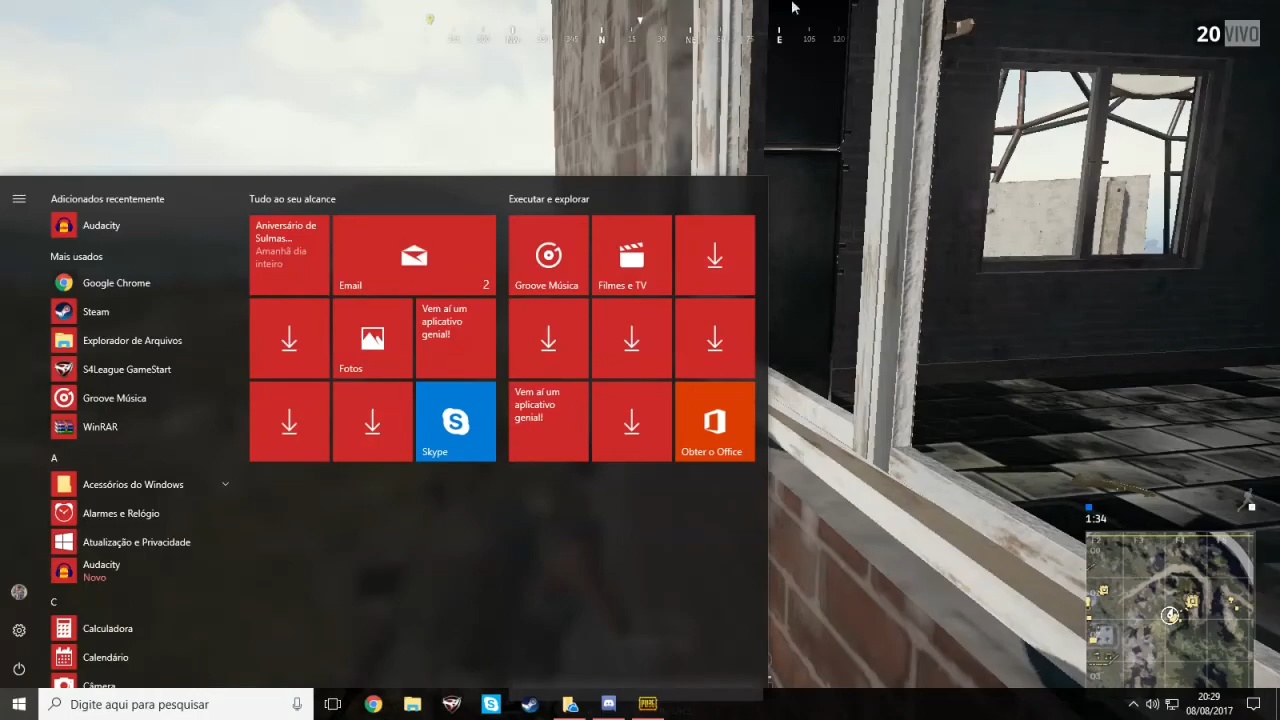 N
15
30
NE
75
E
105
120
20 VIVO
Adicionados recentemente
Audacity
Mais usados
Google Chrome
Steam
Explorador de Arquivos
S4League GameStart
Groove Música
WinRAR
A
Acessórios do Windows
Alarmes e Relógio
Atualização e Privacidade
Audacity
Novo
C
Calculadora
Calendário
Câmera
Tudo ao seu alcance
Aniversário de
Sulmas...
Amanhã dia
inteiro
Email
2
Fotos
Vem aí um
aplicativo
genial!
Skype
Executar e explorar
Groove Música
Filmes e TV
Vem aí um
aplicativo
genial!
Obter o Office
1:34
Digite aqui para pesquisar
20:29
08/08/2017